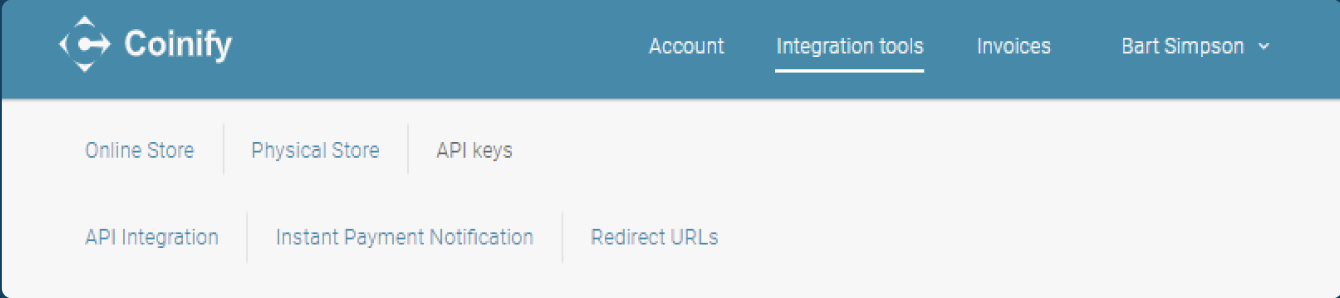 Coinify Account Integration tools Invoices Bart Simpson
Online Store Physical Store API keys
API Integration Instant Payment Notification Redirect URLs